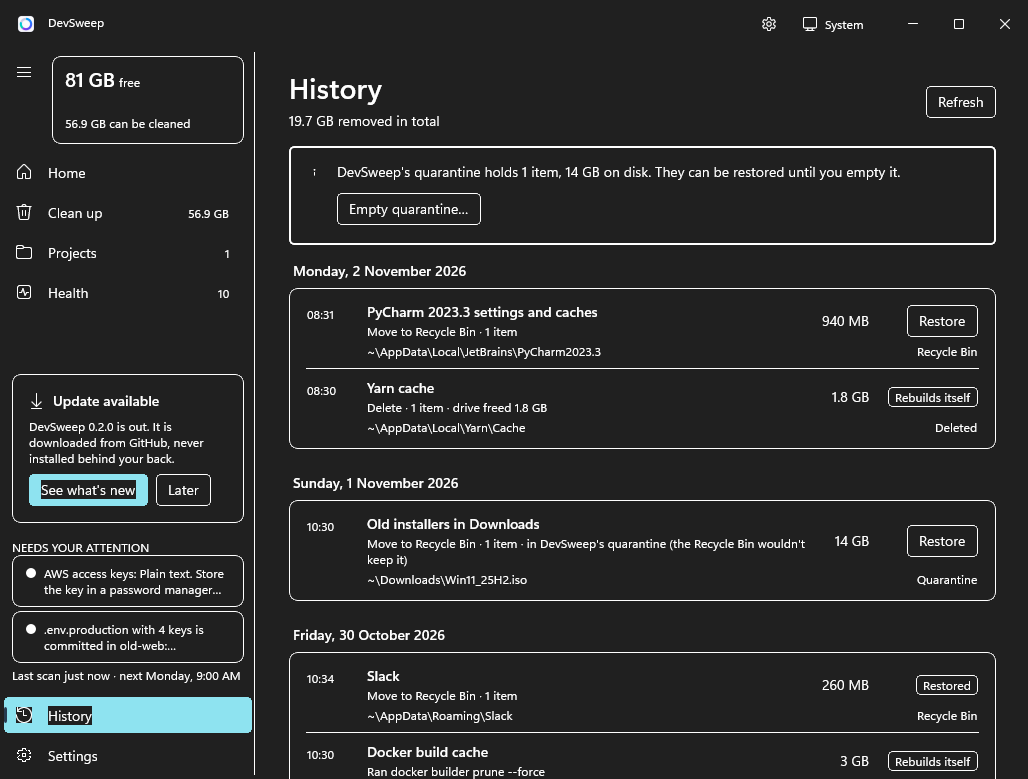 DevSweep
System
81 GB free
56.9 GB can be cleaned
Home
Clean up 56.9 GB
Projects 1
Health 10
Update available
DevSweep 0.2.0 is out. It is
downloaded from GitHub, never
installed behind your back.
See what's new Later
NEEDS YOUR ATTENTION
AWS access keys: Plain text. Store
the key in a password manager...
.env.production with 4 keys is
committed in old-web:...
Last scan just now · next Monday, 9:00 AM
History
Settings
History
19.7 GB removed in total
Refresh
DevSweep's quarantine holds 1 item, 14 GB on disk. They can be restored until you empty it.
Empty quarantine...
Monday, 2 November 2026
08:31 PyCharm 2023.3 settings and caches 940 MB Restore
Move to Recycle Bin · 1 item
~\AppData\Local\JetBrains\PyCharm2023.3 Recycle Bin
08:30 Yarn cache 1.8 GB Rebuilds itself
Delete · 1 item · drive freed 1.8 GB
~\AppData\Local\Yarn\Cache Deleted
Sunday, 1 November 2026
10:30 Old installers in Downloads 14 GB Restore
Move to Recycle Bin · 1 item · in DevSweep's quarantine (the Recycle Bin wouldn't
keep it)
~\Downloads\Win11_25H2.iso Quarantine
Friday, 30 October 2026
10:34 Slack 260 MB Restored
Move to Recycle Bin · 1 item
~\AppData\Roaming\Slack Recycle Bin
10:30 Docker build cache 3 GB Rebuilds itself
Ran docker builder prune --force